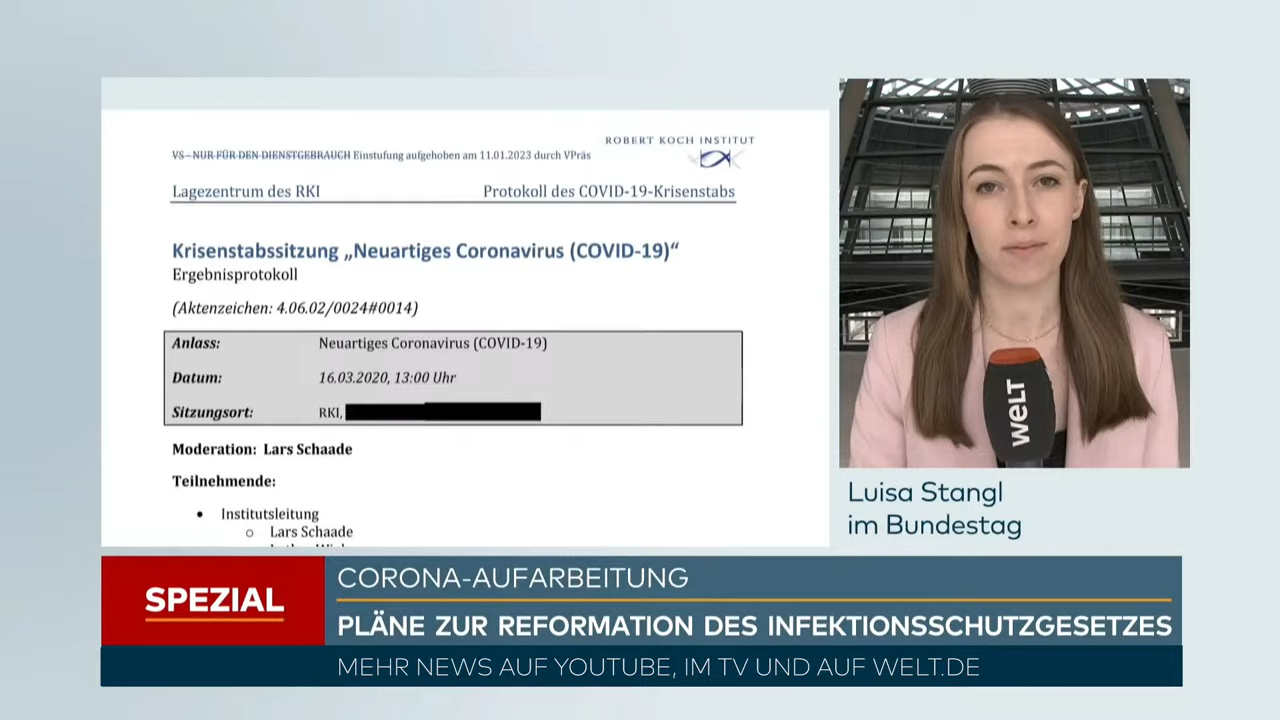 ROBERT KOCH INSTITUT
VS - NUR FÜR DEN DIENSTGEBRAUCH Einstufung aufgehoben am 11.01.2023 durch VPräs
Lagezentrum des RKI Protokoll des COVID-19-Krisenstabs
Krisenstabssitzung „Neuartiges Coronavirus (COVID-19)“
Ergebnisprotokoll
(Aktenzeichen: 4.06.02/0024#0014)
Anlass: Neuartiges Coronavirus (COVID-19)
Datum: 16.03.2020, 13:00 Uhr
Sitzungsort: RKI,
Moderation: Lars Schaade
Teilnehmende:
• Institutsleitung
o Lars Schaade
welt
Luisa Stangl
im Bundestag
SPEZIAL
CORONA-AUFARBEITUNG
PLÄNE ZUR REFORMATION DES INFEKTIONSSCHUTZGESETZES
MEHR NEWS AUF YOUTUBE, IM TV UND AUF WELT.DE